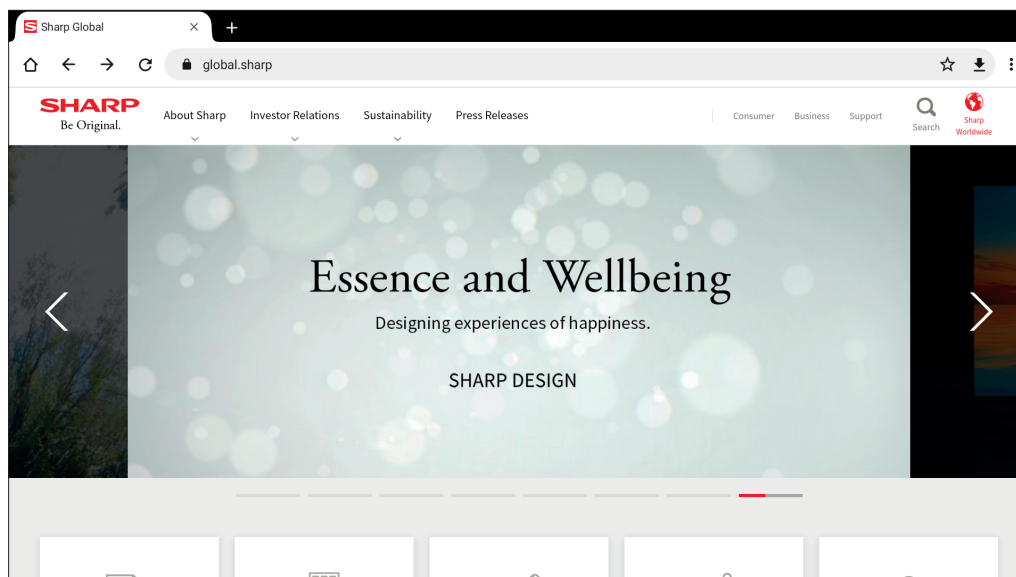 Sharp Global
global.sharp
SHARP
Be Original.
About Sharp Investor Relations Sustainability Press Releases
Consumer Business Support
Search
Sharp
Worldwide
Essence and Wellbeing
Designing experiences of happiness.
SHARP DESIGN